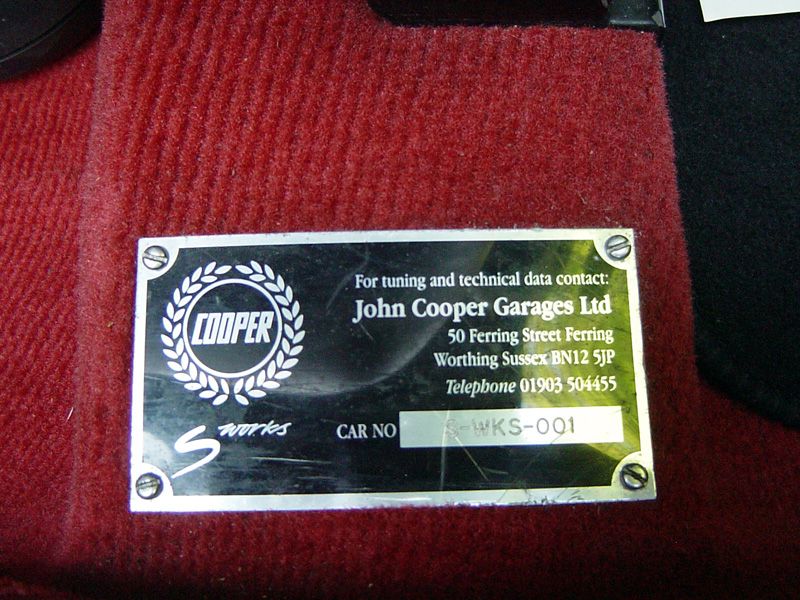 COOPER
S works
For tuning and technical data contact:
John Cooper Garages Ltd
50 Ferring Street Ferring
Worthing Sussex BN12 5JP
Telephone 01903 504455
CAR NO S-WKS-001